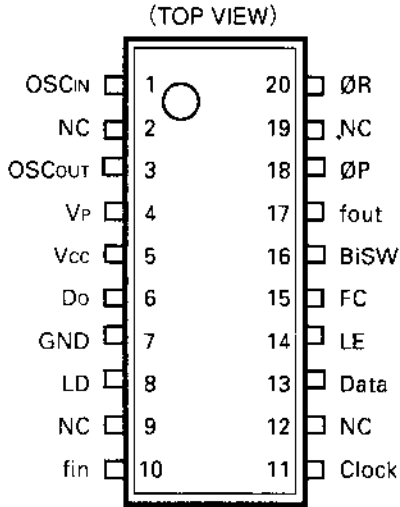 (TOP VIEW)
OSCIN 1 20 ØR
NC 2 19 NC
OSCOUT 3 18 ØP
VP 4 17 fout
VCC 5 16 BiSW
DO 6 15 FC
GND 7 14 LE
LD 8 13 Data
NC 9 12 NC
fin 10 11 Clock